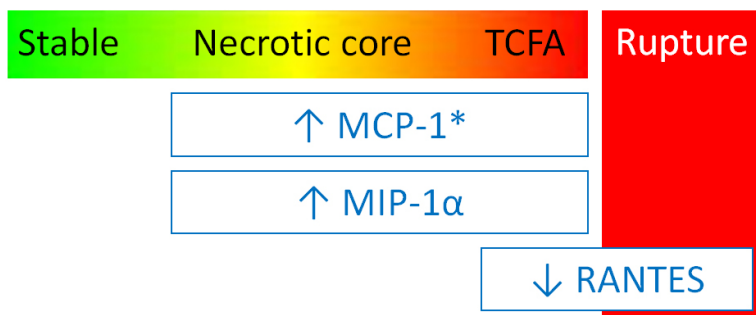 Stable Necrotic core TCFA Rupture
↑ MCP-1*
↑ MIP-1α
↓ RANTES